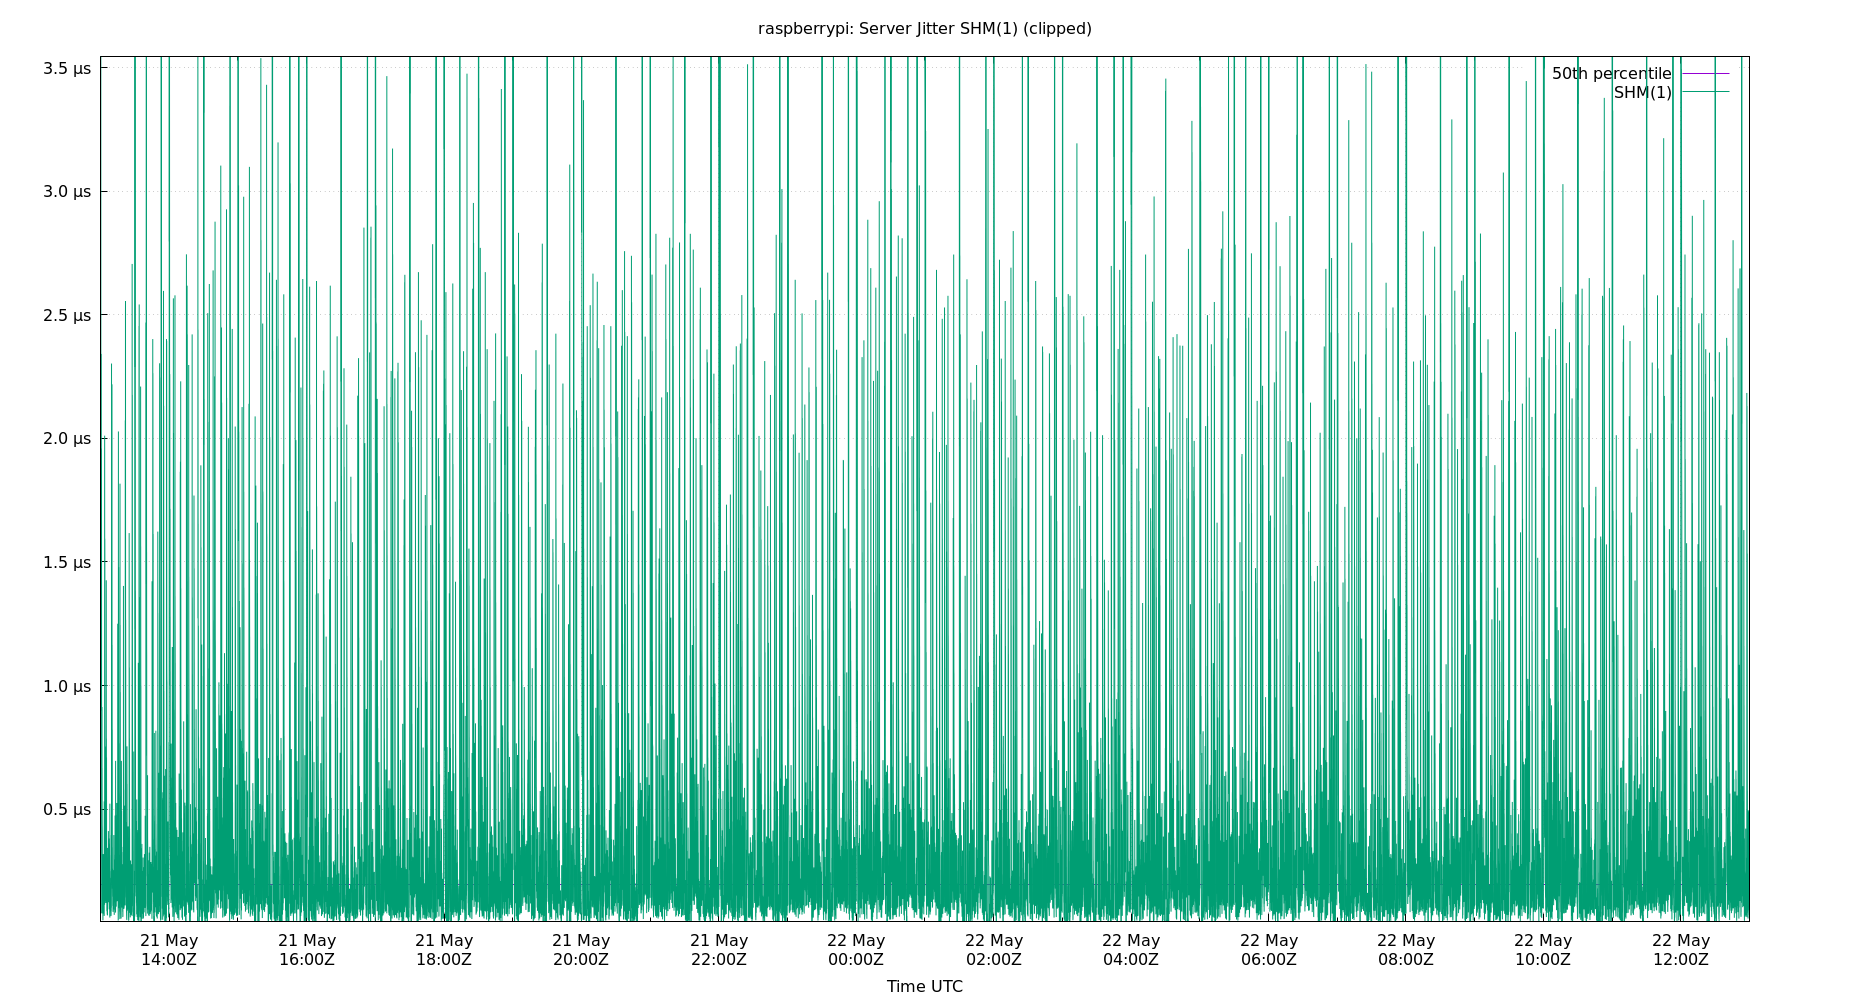 raspberrypi: Server Jitter SHM(1) (clipped)
3.5 µs
3.0 µs
2.5 µs
2.0 µs
1.5 µs
1.0 µs
0.5 µs
50th percentile
SHM(1)
21 May 21 May 21 May 21 May 21 May 22 May 22 May 22 May 22 May 22 May 22 May 22 May
14:00Z 16:00Z 18:00Z 20:00Z 22:00Z 00:00Z 02:00Z 04:00Z 06:00Z 08:00Z 10:00Z 12:00Z
Time UTC